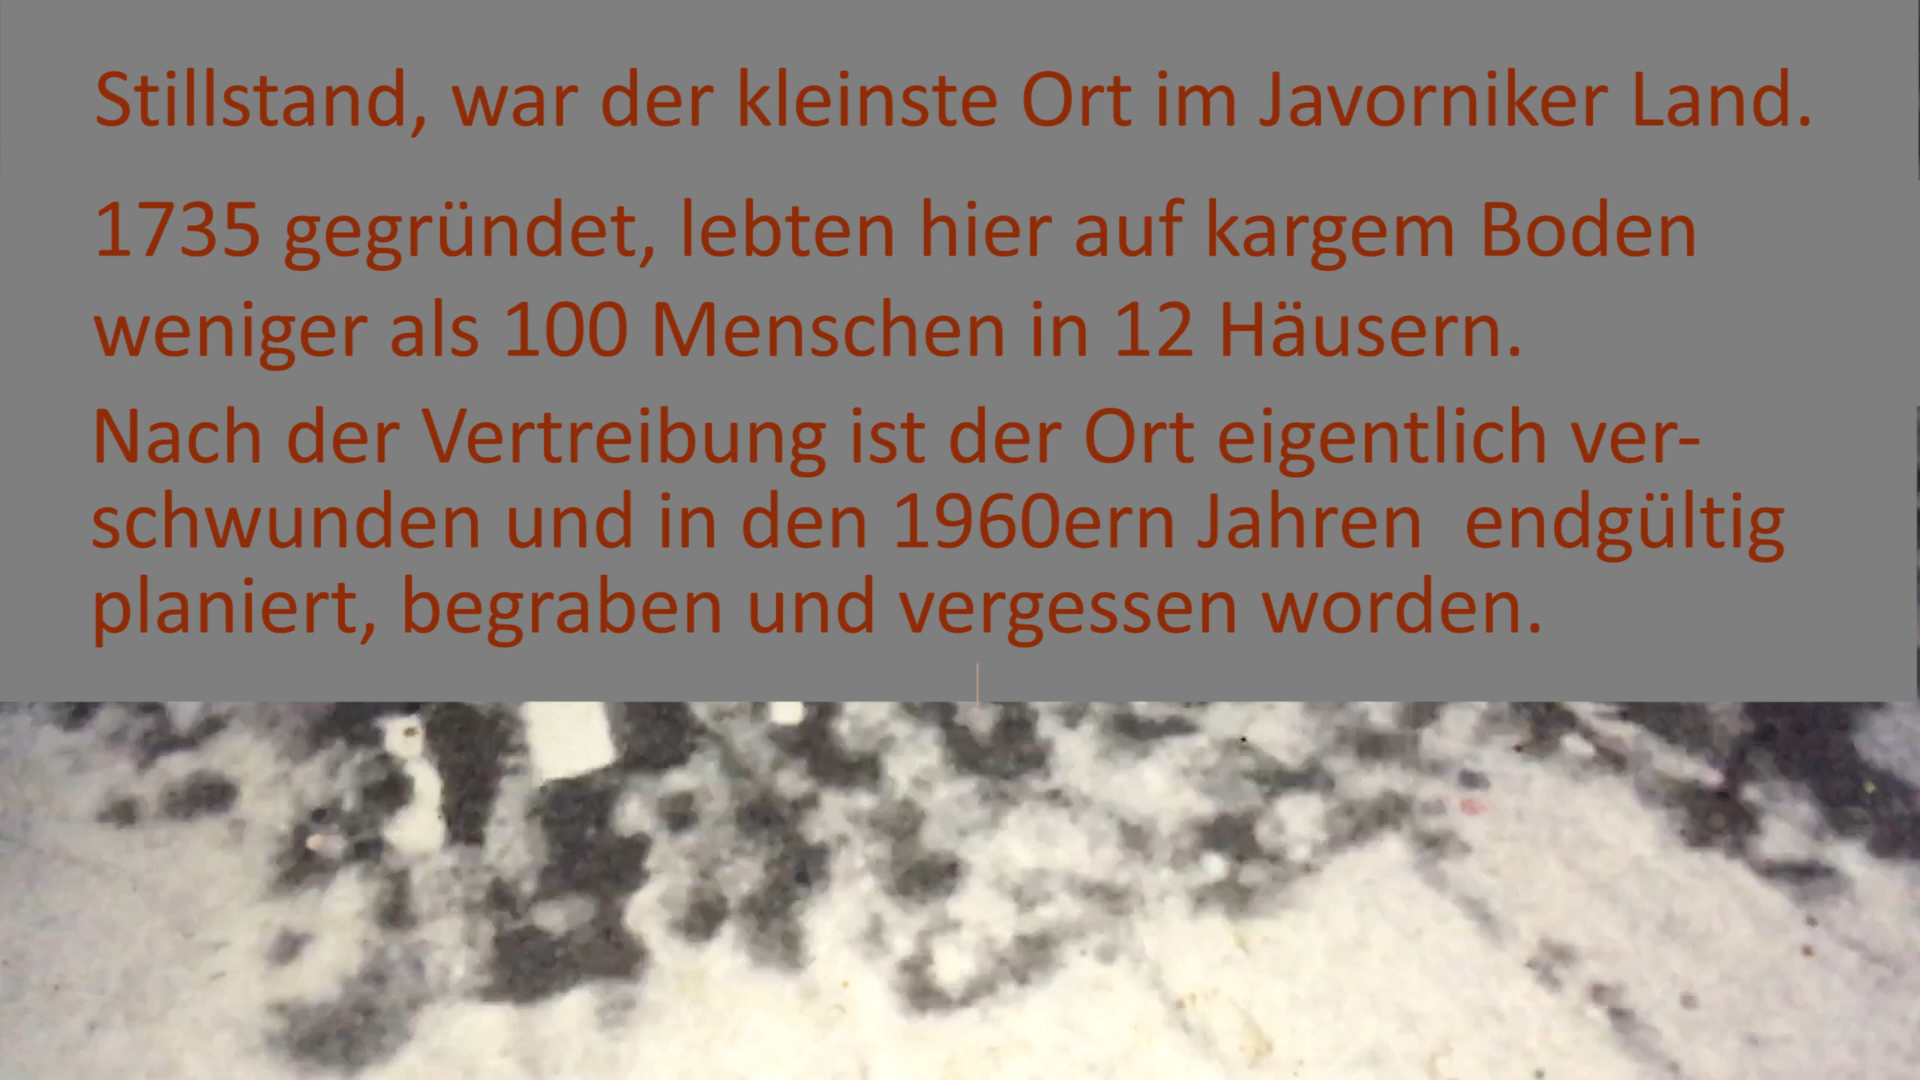 Stillstand, war der kleinste Ort im Javorniker Land.
1735 gegründet, lebten hier auf kargem Boden
weniger als 100 Menschen in 12 Häusern.
Nach der Vertreibung ist der Ort eigentlich ver-
schwunden und in den 1960ern Jahren  endgültig
planiert, begraben und vergessen worden.